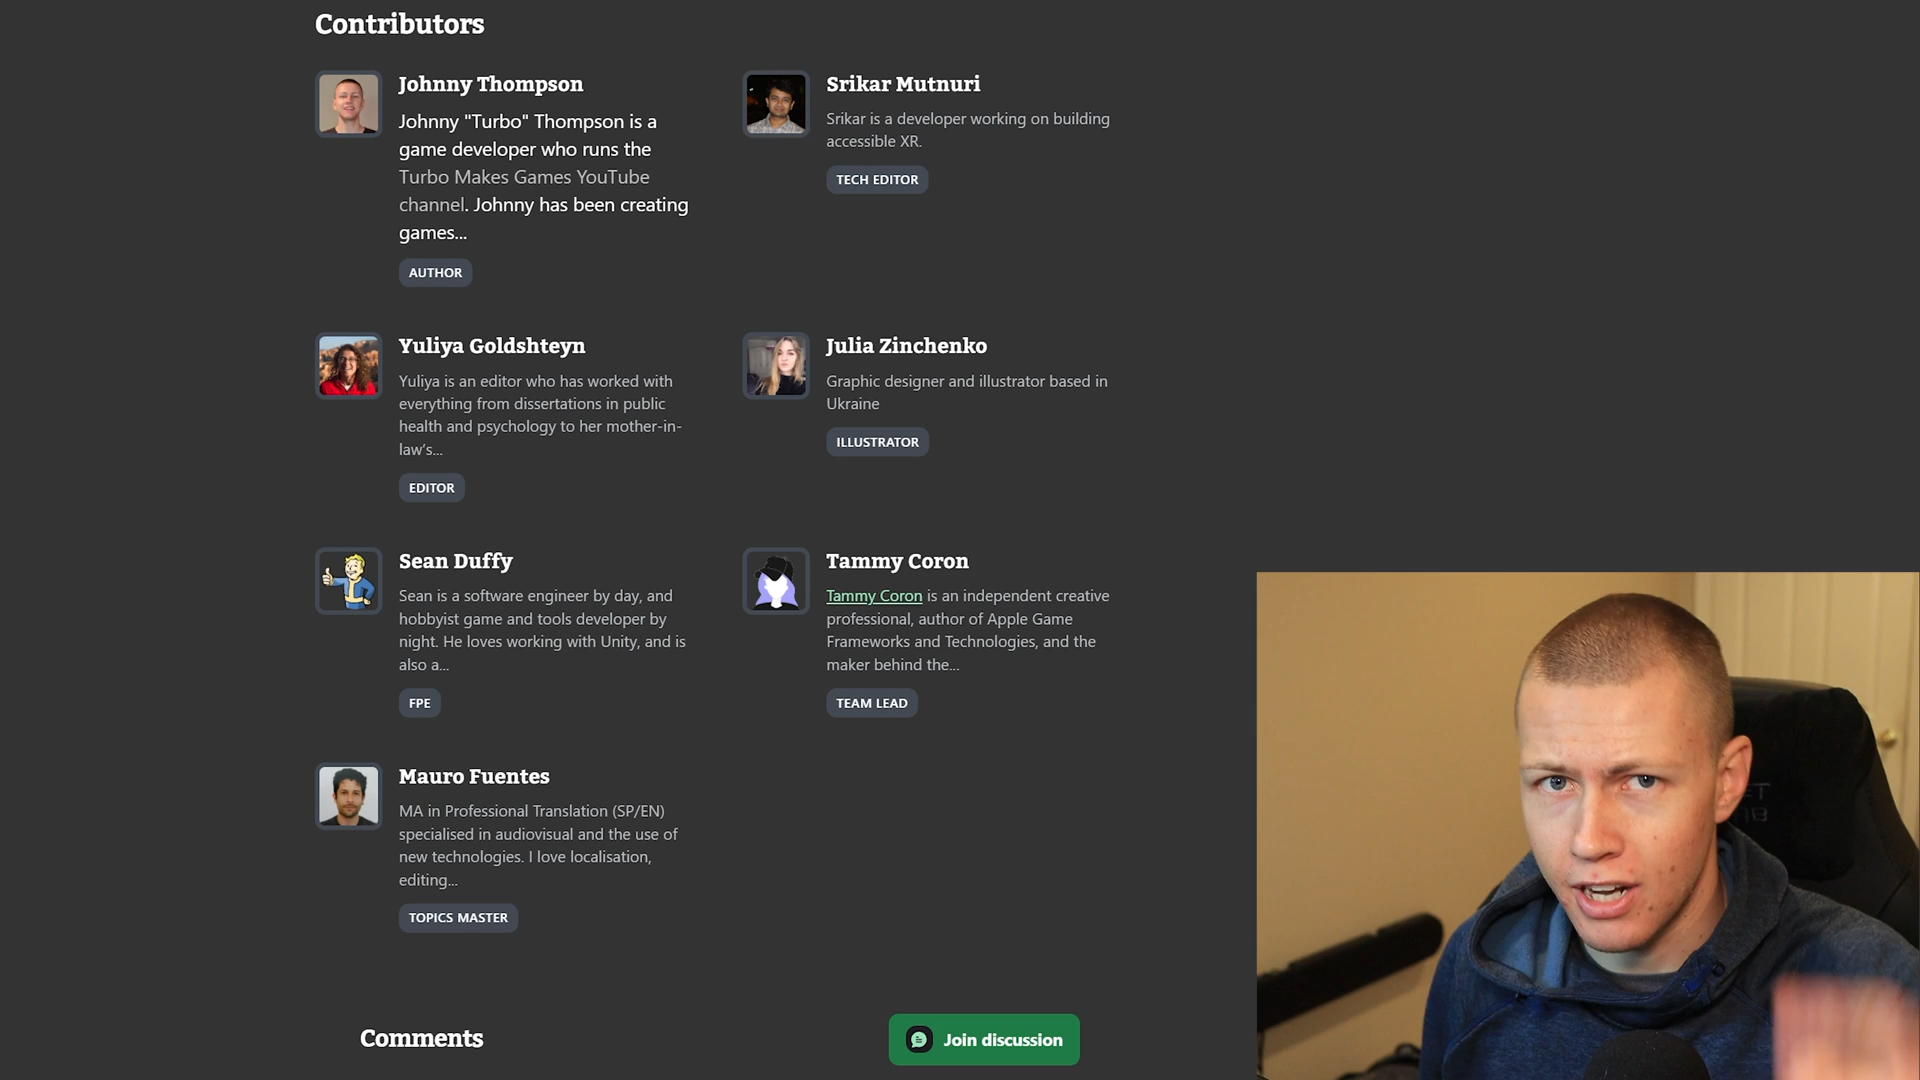 Contributors
Johnny Thompson
Johnny "Turbo" Thompson is a
game developer who runs the
Turbo Makes Games YouTube
channel. Johnny has been creating
games...
AUTHOR
Srikar Mutnuri
Srikar is a developer working on building
accessible XR.
TECH EDITOR
Yuliya Goldshteyn
Yuliya is an editor who has worked with
everything from dissertations in public
health and psychology to her mother-in-
law’s...
EDITOR
Julia Zinchenko
Graphic designer and illustrator based in
Ukraine
ILLUSTRATOR
Sean Duffy
Sean is a software engineer by day, and
hobbyist game and tools developer by
night. He loves working with Unity, and is
also a...
FPE
Tammy Coron
Tammy Coron is an independent creative
professional, author of Apple Game
Frameworks and Technologies, and the
maker behind the...
TEAM LEAD
Mauro Fuentes
MA in Professional Translation (SP/EN)
specialised in audiovisual and the use of
new technologies. I love localisation,
editing...
TOPICS MASTER
Comments
Join discussion